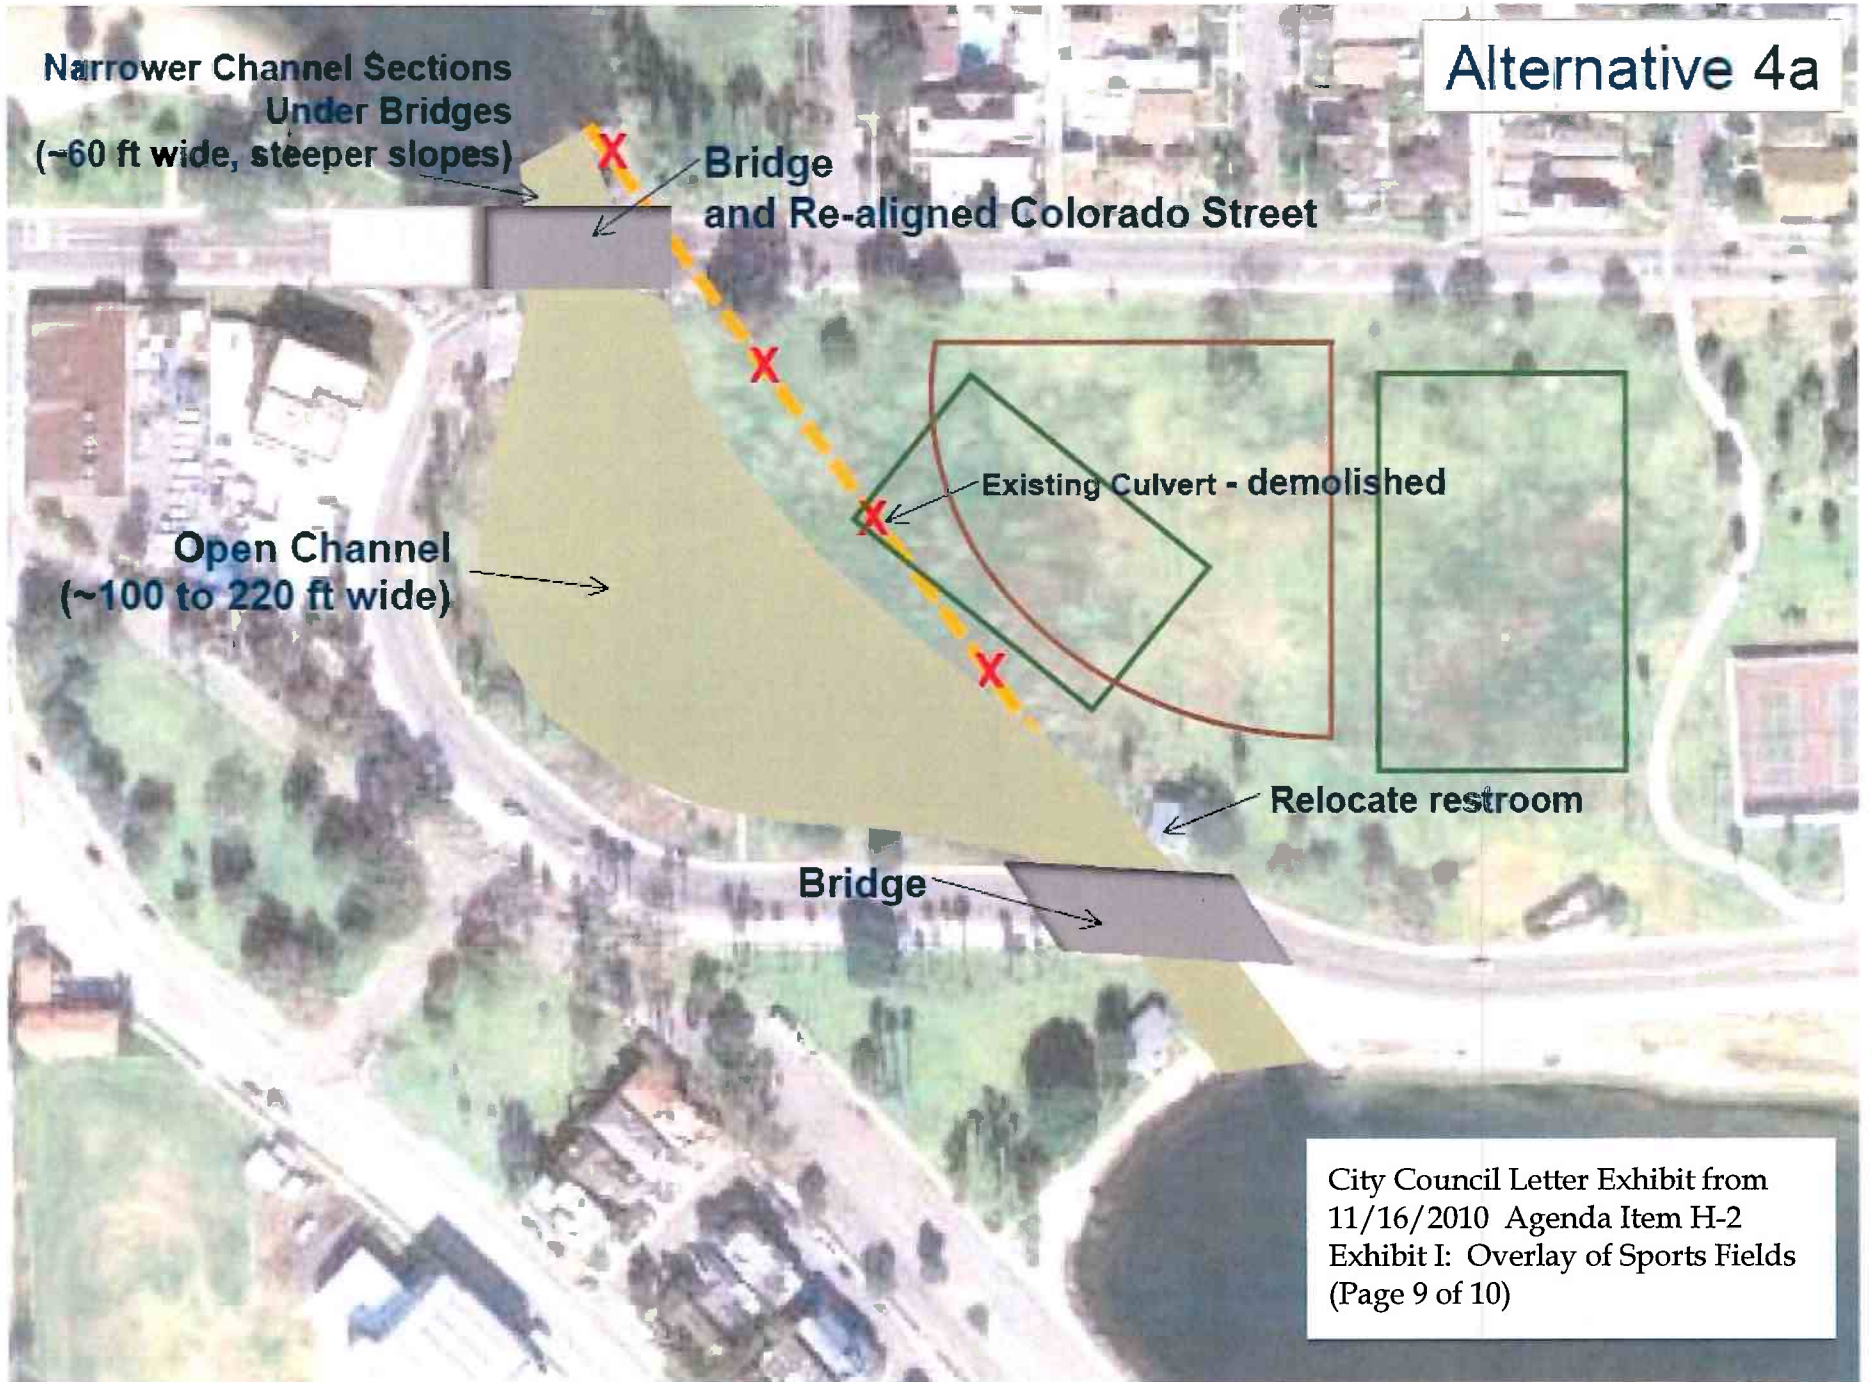 Alternative 4a
Narrower Channel Sections
Under Bridges
(~60 ft wide, steeper slopes)
Bridge
and Re-aligned Colorado Street
X
X
Existing Culvert - demolished
X
Open Channel
(~100 to 220 ft wide)
X
Relocate restroom
Bridge
City Council Letter Exhibit from
11/16/2010 Agenda Item H-2
Exhibit I: Overlay of Sports Fields
(Page 9 of 10)